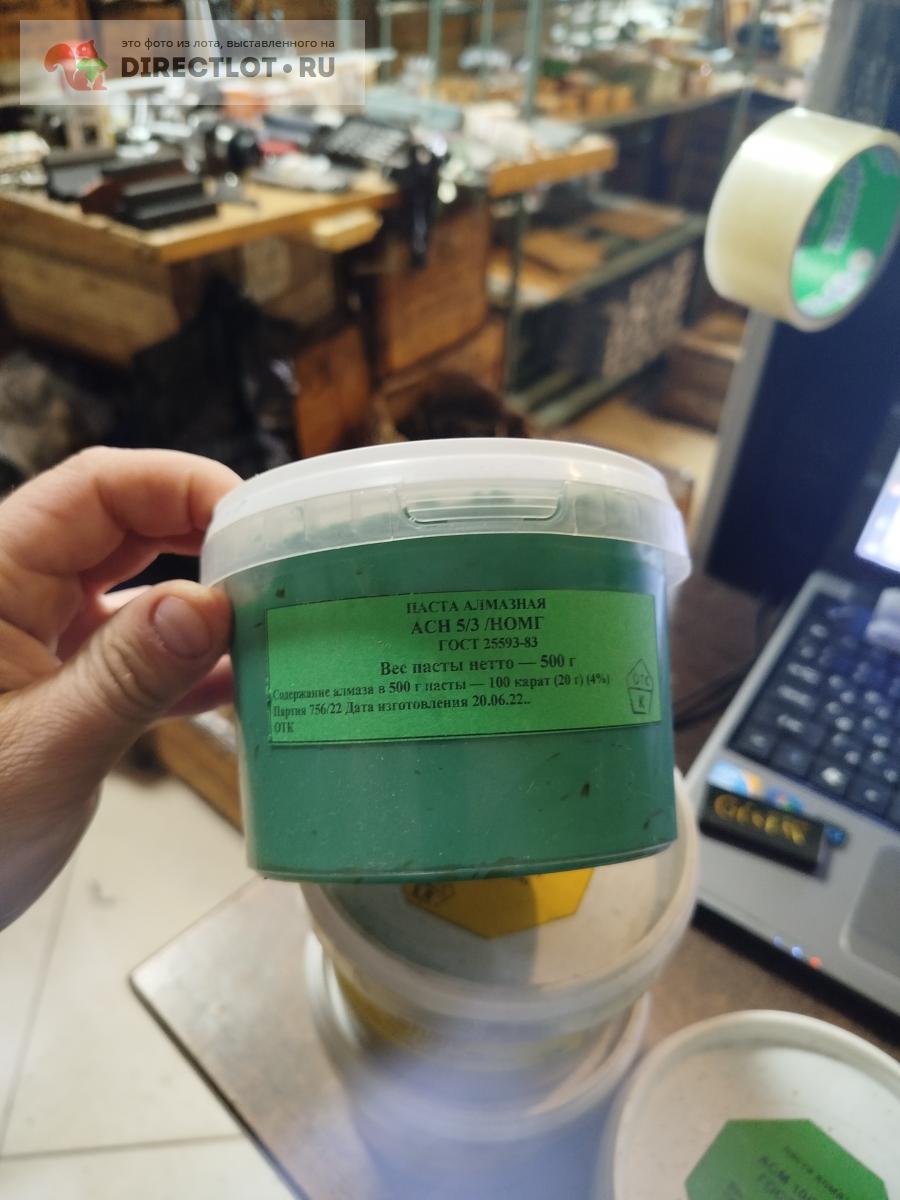 это фото из лота, выставленного на
DIRECTLOT.RU
ПАСТА АЛМАЗНАЯ
АСН 5/3 /НОМГ
ГОСТ 25593-83
Вес пасты нетто — 500 г
Содержание алмаза в 500 г пасты — 100 карат (20 г) (4%)
Партия 756/22 Дата изготовления 20.06.22..
ОТК
ОТК
К